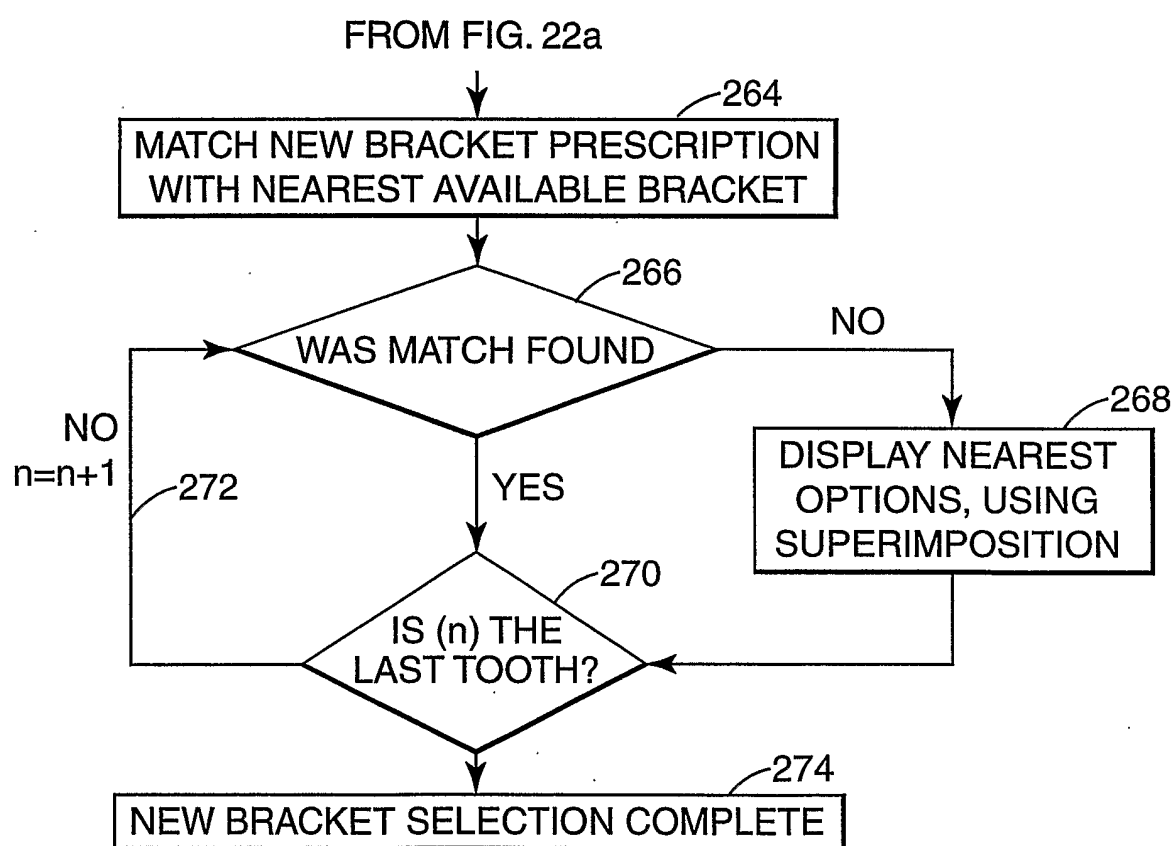 FROM FIG. 22a
264
MATCH NEW BRACKET PRESCRIPTION
WITH NEAREST AVAILABLE BRACKET
266
WAS MATCH FOUND
NO
268
DISPLAY NEAREST
OPTIONS, USING
SUPERIMPOSITION
NO
n=n+1
272
YES
270
IS (n) THE
LAST TOOTH?
274
NEW BRACKET SELECTION COMPLETE